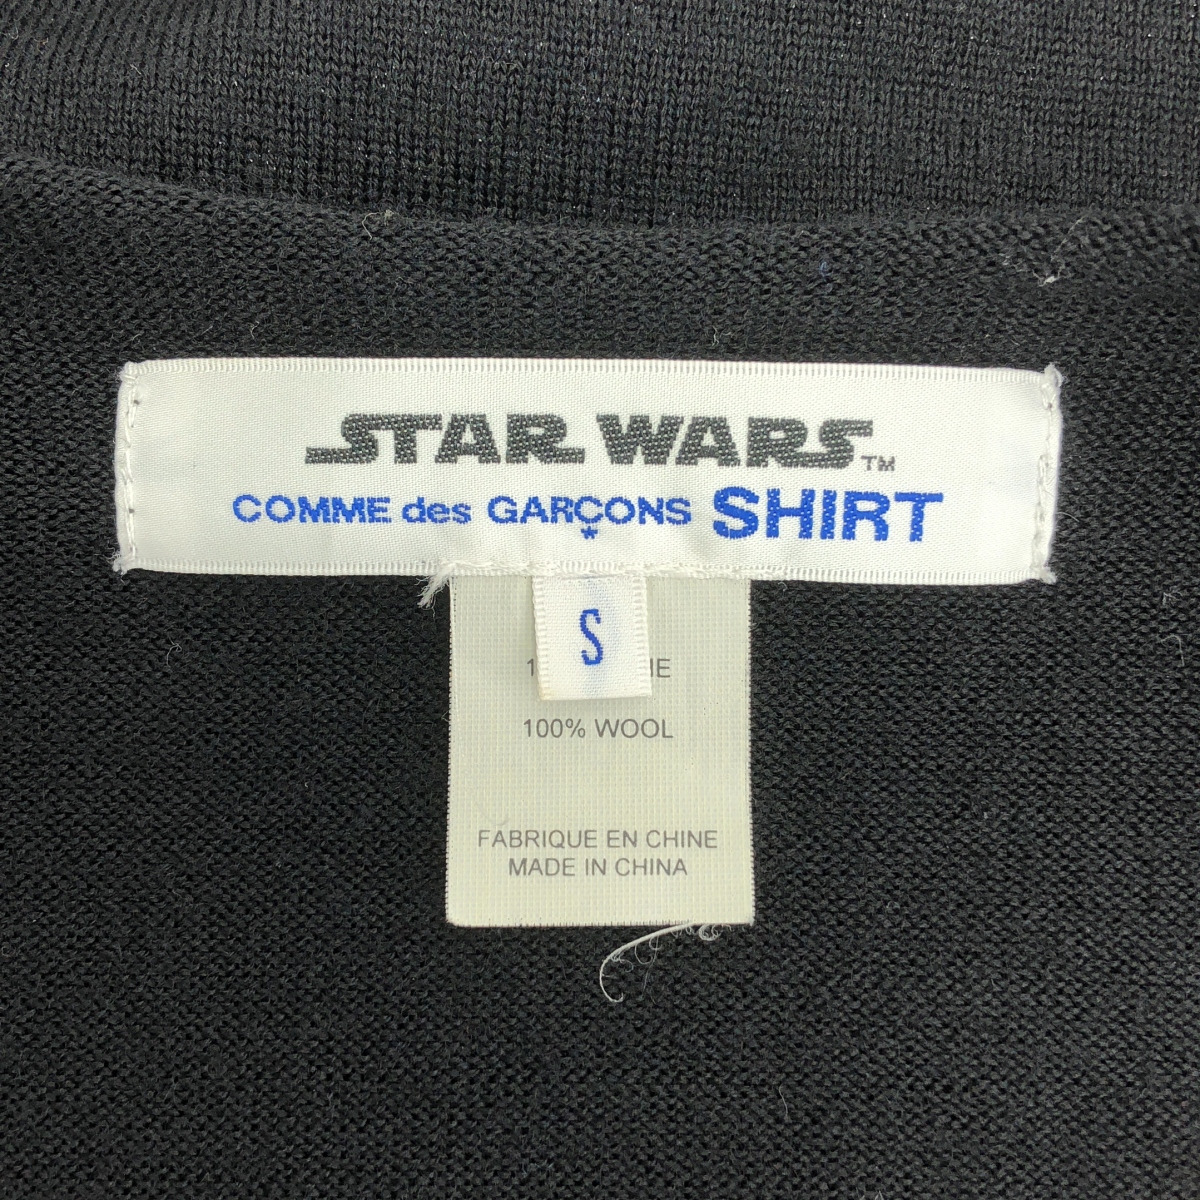 STAR WARS™
COMME des GARÇONS SHIRT
S
100% WOOL
FABRIQUE EN CHINE
MADE IN CHINA